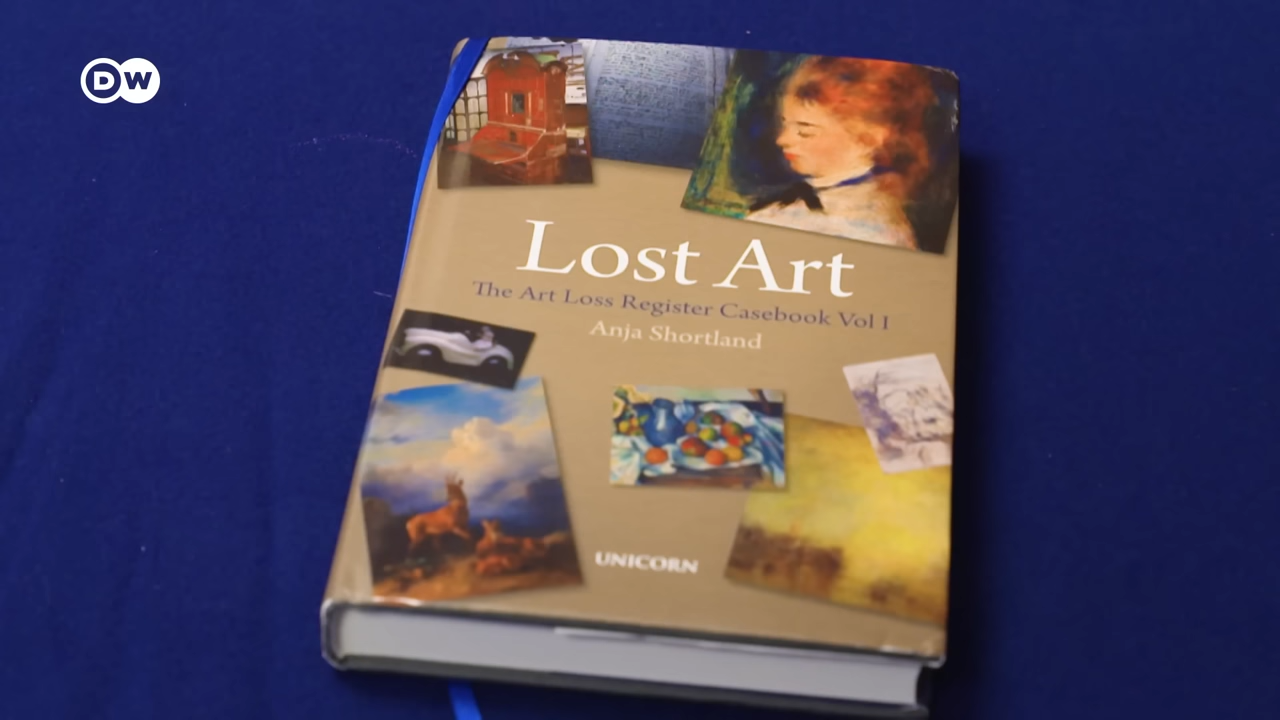 DW
Lost Art
The Art Loss Register Casebook Vol I
Anja Shortland
UNICORN